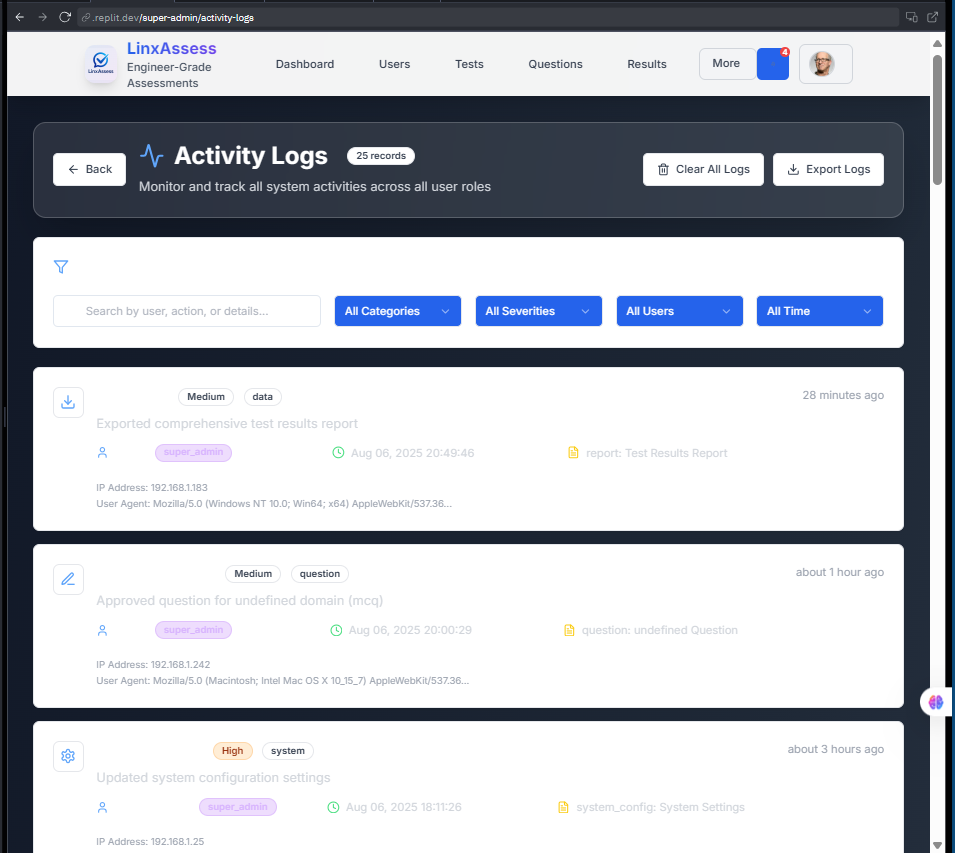 .replit.dev/super-admin/activity-logs
LinxAssess
Engineer-Grade
Assessments
LinxAssess
Dashboard
Users
Tests
Questions
Results
More
4
Back
Activity Logs
25 records
Monitor and track all system activities across all user roles
Clear All Logs
Export Logs
Search by user, action, or details...
All Categories
All Severities
All Users
All Time
Medium
data
28 minutes ago
Exported comprehensive test results report
super_admin
Aug 06, 2025 20:49:46
report: Test Results Report
IP Address: 192.168.1.183
User Agent: Mozilla/5.0 (Windows NT 10.0; Win64; x64) AppleWebKit/537.36...
Medium
question
about 1 hour ago
Approved question for undefined domain (mcq)
super_admin
Aug 06, 2025 20:00:29
question: undefined Question
IP Address: 192.168.1.242
User Agent: Mozilla/5.0 (Macintosh; Intel Mac OS X 10_15_7) AppleWebKit/537.36...
High
system
about 3 hours ago
Updated system configuration settings
super_admin
Aug 06, 2025 18:11:26
system_config: System Settings
IP Address: 192.168.1.25